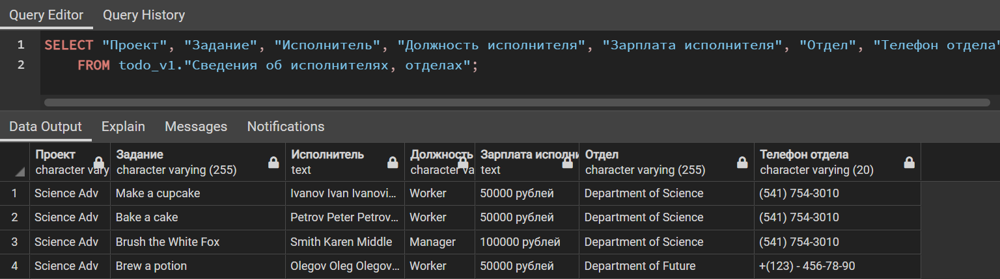 Query Editor Query History
1 SELECT "Проект", "Задание", "Исполнитель", "Должность исполнителя", "Зарплата исполнителя", "Отдел", "Телефон отдела"
2 FROM todo_v1."Сведения об исполнителях, отделах";
Data Output Explain Messages Notifications
Проект Задание Исполнитель Должность Зарплата исполни Отдел Телефон отдела
character vary character varying (255) text character va text character varying (255) character varying (20)
1 Science Adv Make a cupcake Ivanov Ivan Ivanovi... Worker 50000 рублей Department of Science (541) 754-3010
2 Science Adv Bake a cake Petrov Peter Petrov... Worker 50000 рублей Department of Science (541) 754-3010
3 Science Adv Brush the White Fox Smith Karen Middle Manager 100000 рублей Department of Science (541) 754-3010
4 Science Adv Brew a potion Olegov Oleg Olegov... Worker 50000 рублей Department of Future +(123) - 456-78-90